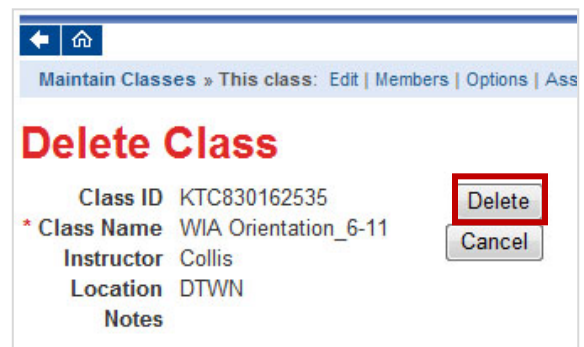 Maintain Classes » This class: Edit | Members | Options | Ass
Delete Class
Class ID KTC830162535
* Class Name WIA Orientation_6-11
Instructor Collis
Location DTWN
Notes
Delete
Cancel